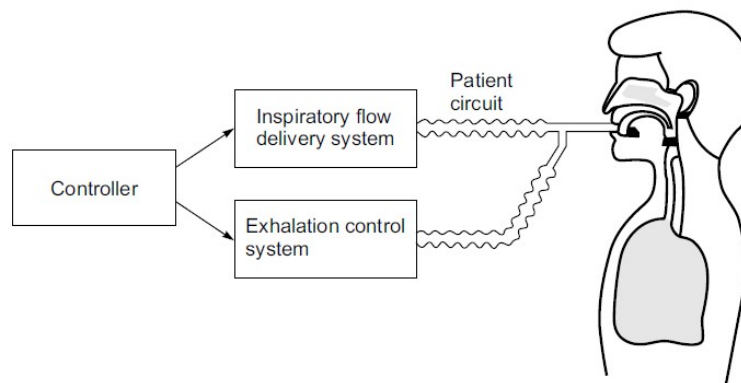 Patient
circuit
Inspiratory flow
delivery system
Controller
Exhalation control
system